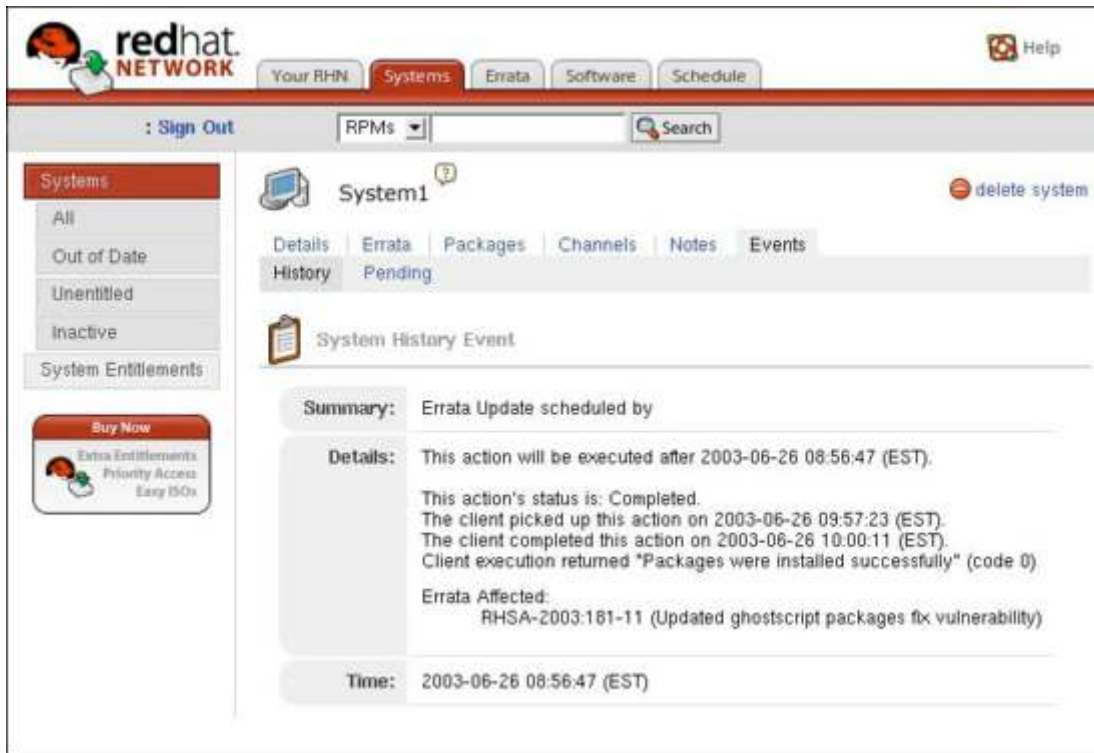 redhat.
NETWORK
Your RHN
Systems
Errata
Software
Schedule
Help
: Sign Out
RPMs
Search
Systems
All
Out of Date
Unentitled
Inactive
System Entitlements
Buy Now
Extra Entitlements
Priority Access
Easy ISOs
System1
?
delete system
Details | Errata | Packages | Channels | Notes | Events
History Pending
System History Event
Summary: Errata Update scheduled by
Details: This action will be executed after 2003-06-26 08:56:47 (EST).
This action's status is: Completed.
The client picked up this action on 2003-06-26 09:57:23 (EST).
The client completed this action on 2003-06-26 10:00:11 (EST).
Client execution returned "Packages were installed successfully" (code 0)
Errata Affected:
RHSA-2003:181-11 (Updated ghostscript packages fix vulnerability)
Time: 2003-06-26 08:56:47 (EST)